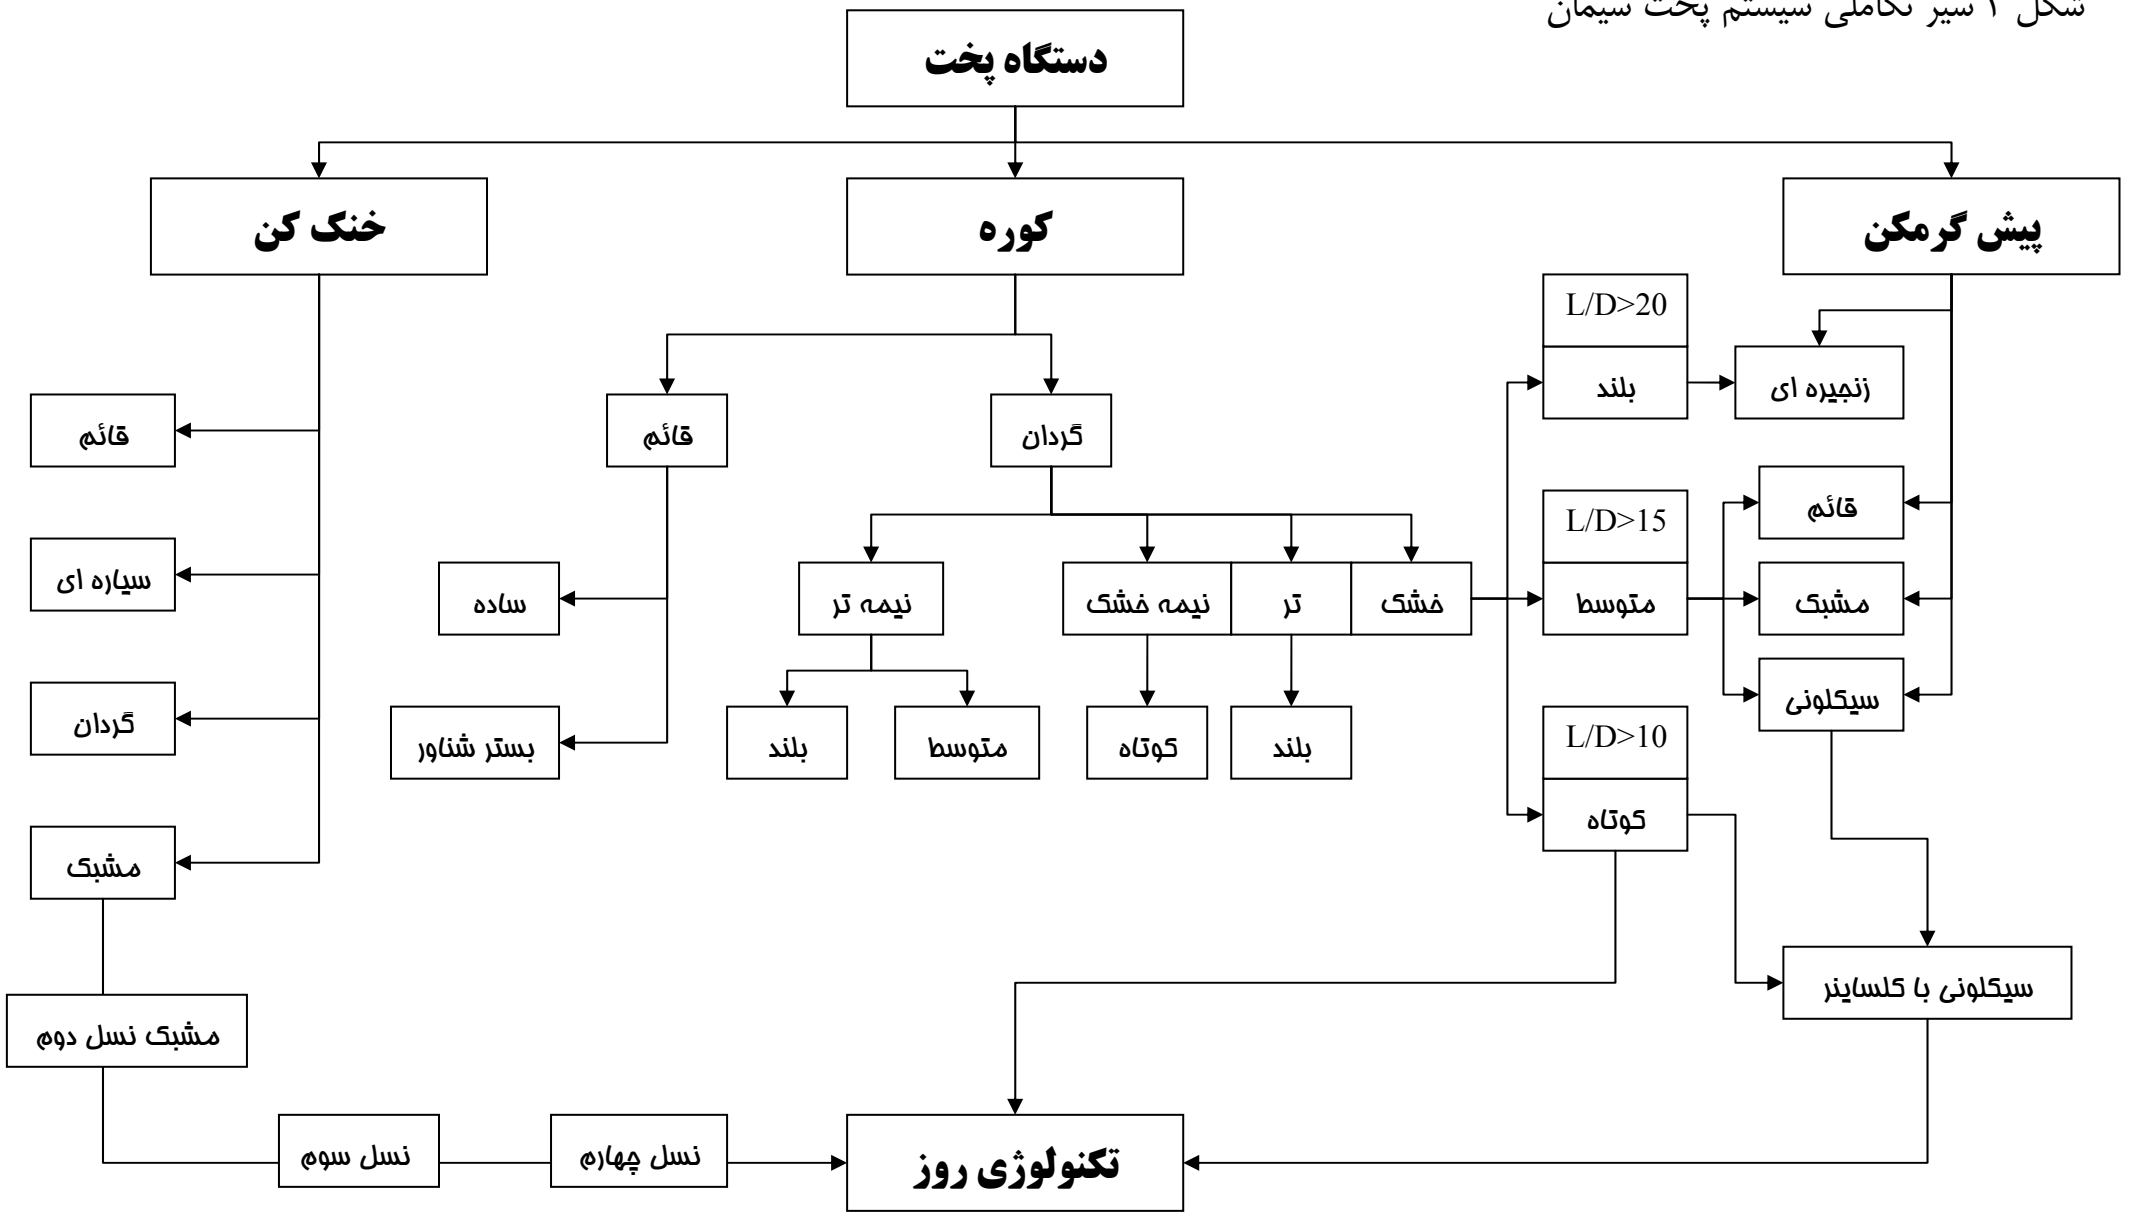 شکل ۲ سیر تکاملی سیستم پخت سیمان
دستگاه پخت
پیش گرمکن
کوره
خنک کن
L/D>20
بلند
زنجیره ای
گردان
قائم
قائم
L/D>15
قائم
متوسط
مشبک
خشک
تر
نیمه خشک
نیمه تر
ساده
سیاره ای
سیکلونی
L/D>10
کوتاه
بلند
کوتاه
متوسط
بلند
بستر شناور
گردان
مشبک
سیکلونی با کلساینر
مشبک نسل دوم
تکنولوژی روز
نسل چهارم
نسل سوم